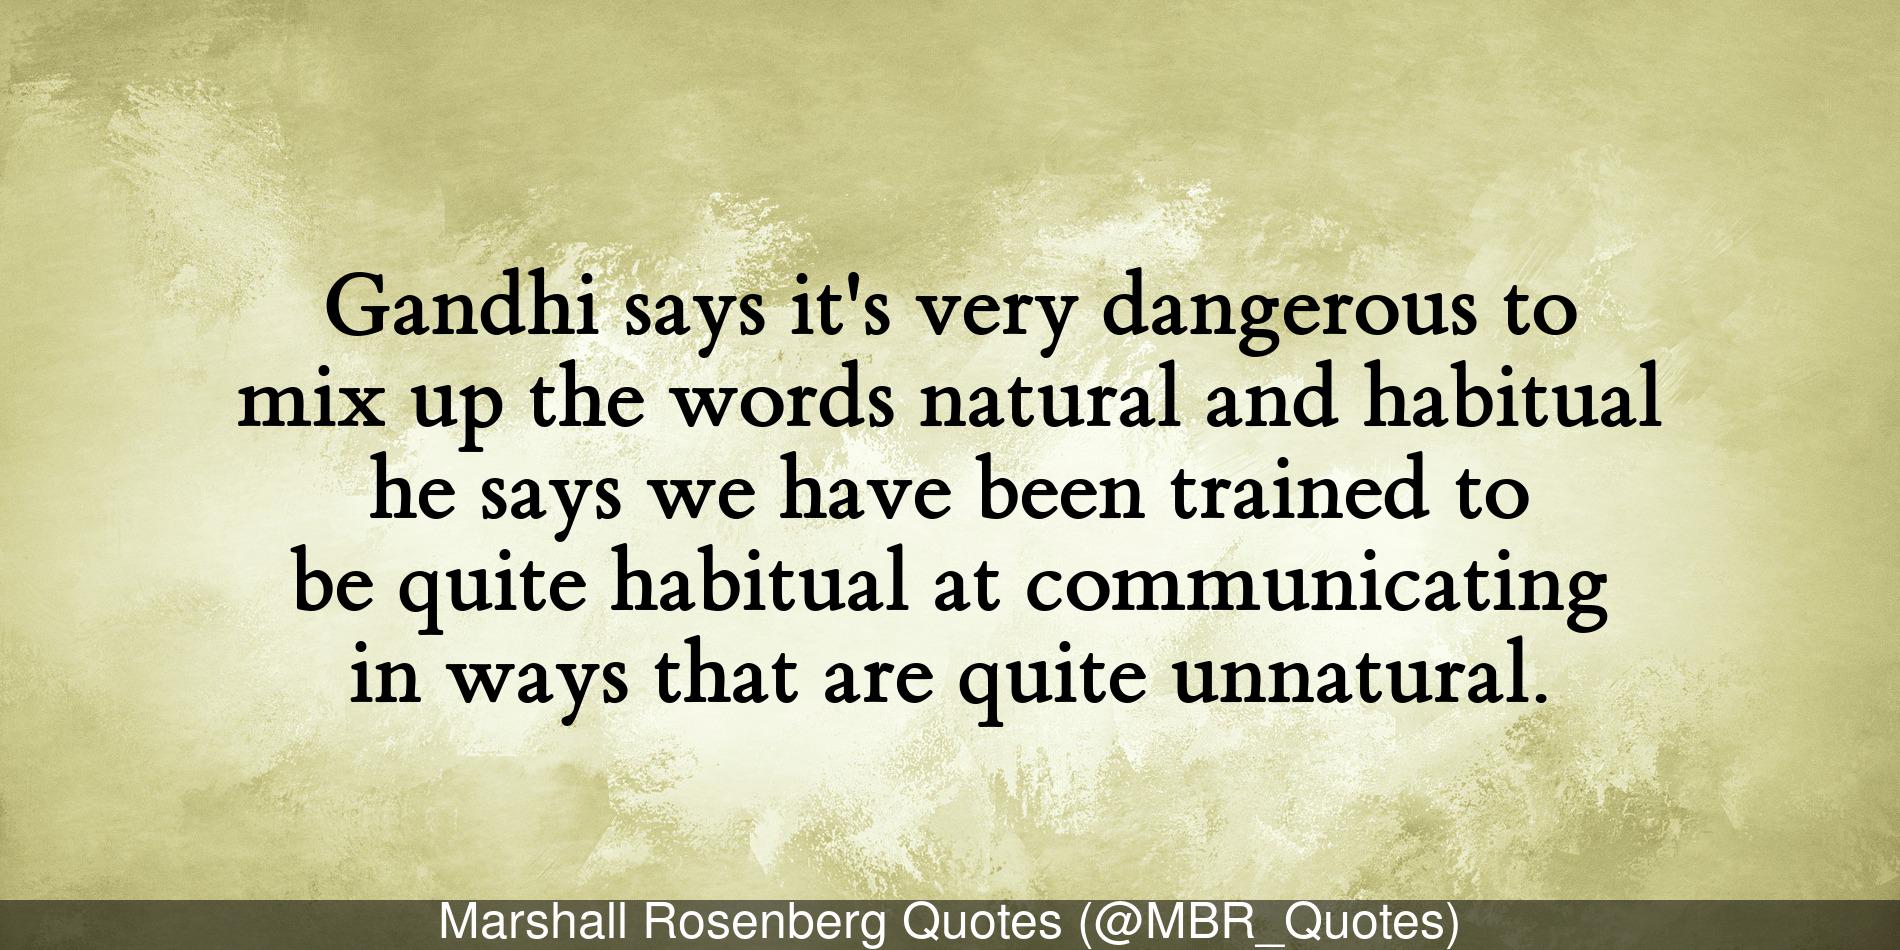 Gandhi says it's very dangerous to
mix up the words natural and habitual
he says we have been trained to
be quite habitual at communicating
in ways that are quite unnatural.
Marshall Rosenberg Quotes (@MBR_Quotes)